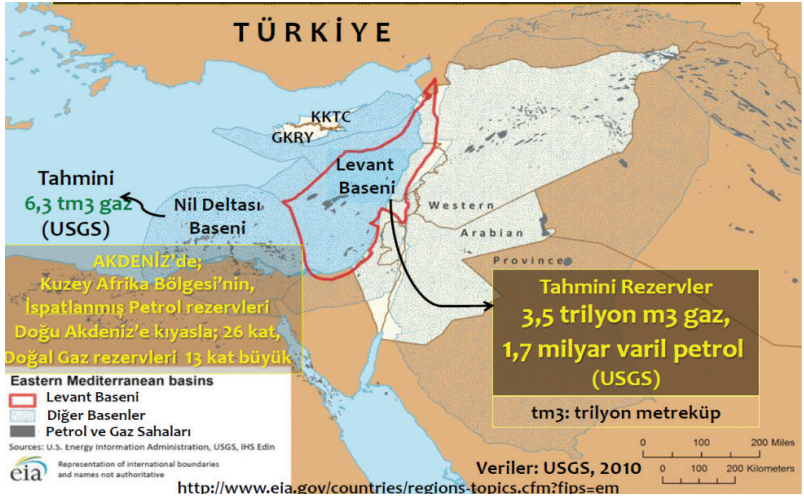 TÜRKİYE
KKTC
GKRY
Levant
Baseni
Tahmini
6,3 tm3 gaz
(USGS)
Nil Deltası
Baseni
Western
Arabian
Province
AKDENİZ'de;
Kuzey Afrika Bölgesi'nin,
İspatlanmış Petrol rezervleri
Doğu Akdeniz'e kıyasla; 26 kat,
Doğal Gaz rezervleri 13 kat büyük
Tahmini Rezervler
3,5 trilyon m3 gaz,
1,7 milyar varil petrol
(USGS)
tm3: trilyon metreküp
Eastern Mediterranean basins
Levant Baseni
Diğer Basenler
Petrol ve Gaz Sahaları
Sources: U.S. Energy Information Administration, USGS, IHS Edin
eia
Representation of international boundaries
and names not authoritative
Veriler: USGS, 2010
0 100 200 Miles
0 100 200 Kilometers
http://www.eia.gov/countries/regions-topics.cfm?fips=em